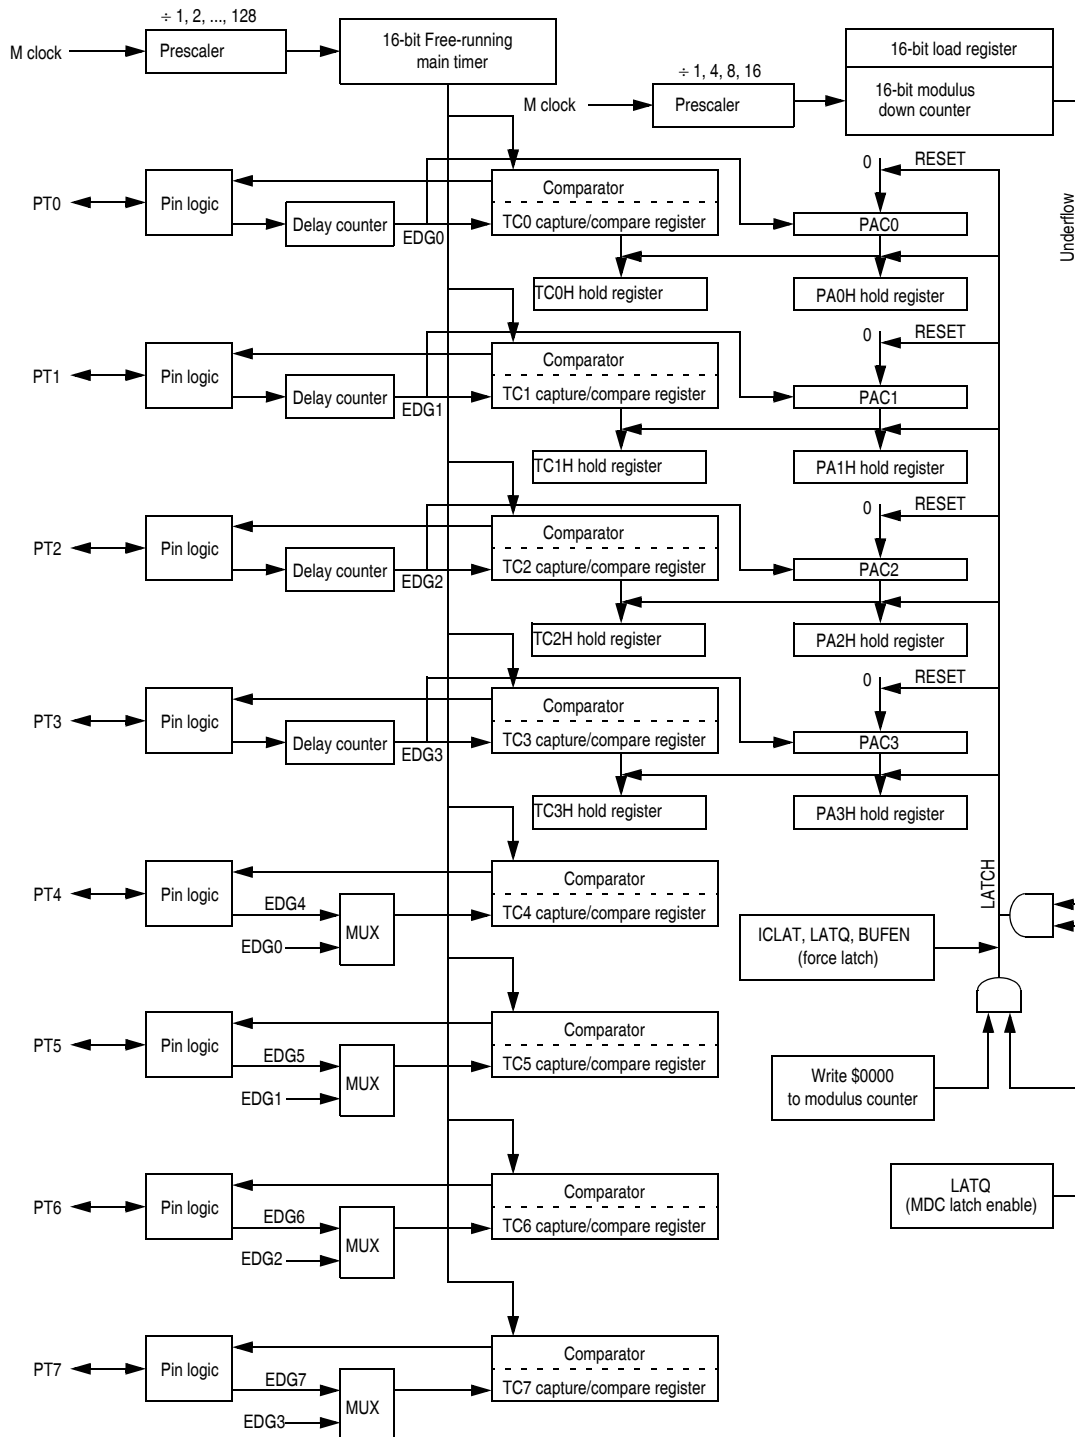 ÷ 1, 2, ..., 128
M clock
Prescaler
16-bit Free-running
main timer
÷ 1, 4, 8, 16
M clock
Prescaler
16-bit load register
16-bit modulus
down counter
Underflow
PT0
Pin logic
Delay counter
EDG0
Comparator
TC0 capture/compare register
TC0H hold register
0
RESET
PAC0
PA0H hold register
PT1
Pin logic
Delay counter
EDG1
Comparator
TC1 capture/compare register
TC1H hold register
0
RESET
PAC1
PA1H hold register
PT2
Pin logic
Delay counter
EDG2
Comparator
TC2 capture/compare register
TC2H hold register
0
RESET
PAC2
PA2H hold register
PT3
Pin logic
Delay counter
EDG3
Comparator
TC3 capture/compare register
TC3H hold register
0
RESET
PAC3
PA3H hold register
PT4
Pin logic
EDG4
EDG0
MUX
Comparator
TC4 capture/compare register
LATCH
ICLAT, LATQ, BUFEN
(force latch)
PT5
Pin logic
EDG5
EDG1
MUX
Comparator
TC5 capture/compare register
Write $0000
to modulus counter
PT6
Pin logic
EDG6
EDG2
MUX
Comparator
TC6 capture/compare register
LATQ
(MDC latch enable)
PT7
Pin logic
EDG7
EDG3
MUX
Comparator
TC7 capture/compare register